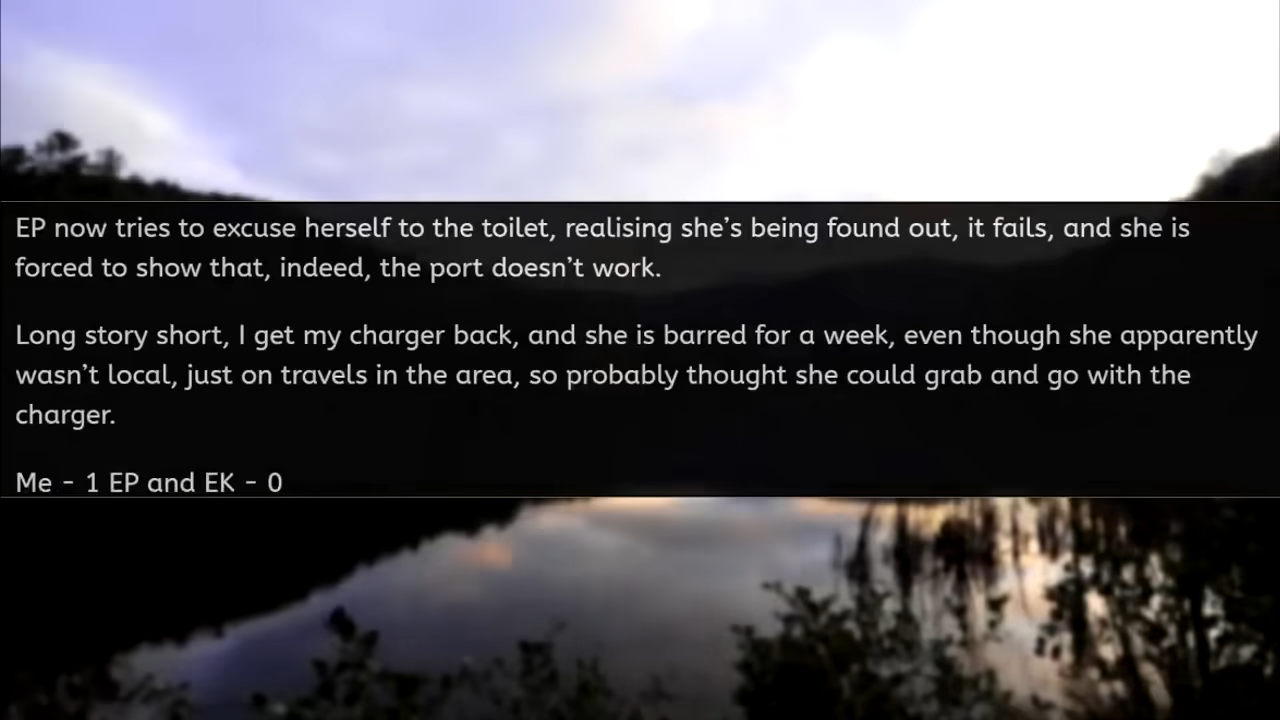 EP now tries to excuse herself to the toilet, realising she’s being found out, it fails, and she is
forced to show that, indeed, the port doesn’t work.
Long story short, I get my charger back, and she is barred for a week, even though she apparently
wasn’t local, just on travels in the area, so probably thought she could grab and go with the
charger.
Me - 1 EP and EK - 0